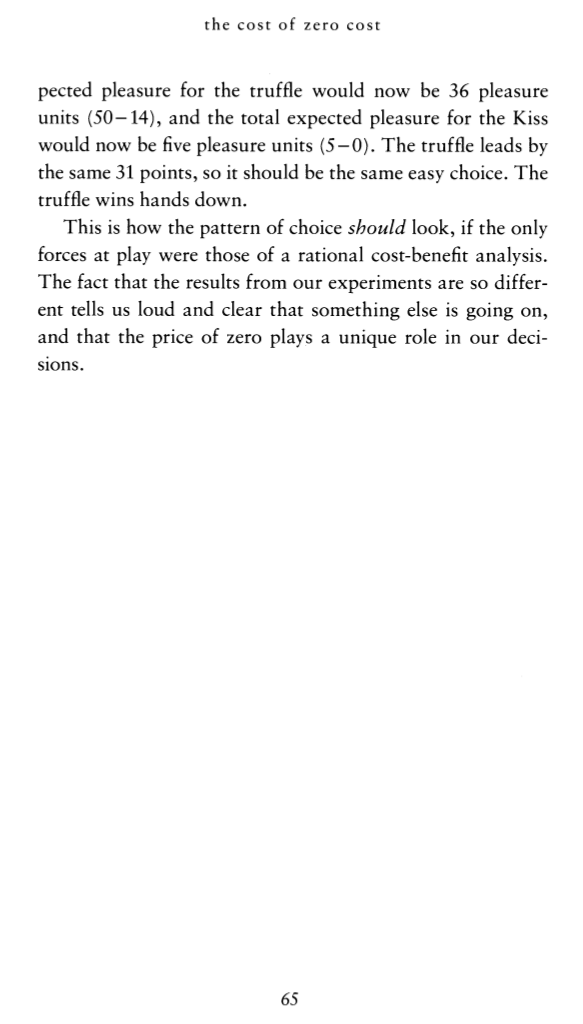 the cost of zero cost
pected pleasure for the truffle would now be 36 pleasure
units (50–14), and the total expected pleasure for the Kiss
would now be five pleasure units (5–0). The truffle leads by
the same 31 points, so it should be the same easy choice. The
truffle wins hands down.
This is how the pattern of choice should look, if the only
forces at play were those of a rational cost-benefit analysis.
The fact that the results from our experiments are so differ-
ent tells us loud and clear that something else is going on,
and that the price of zero plays a unique role in our deci-
sions.
65